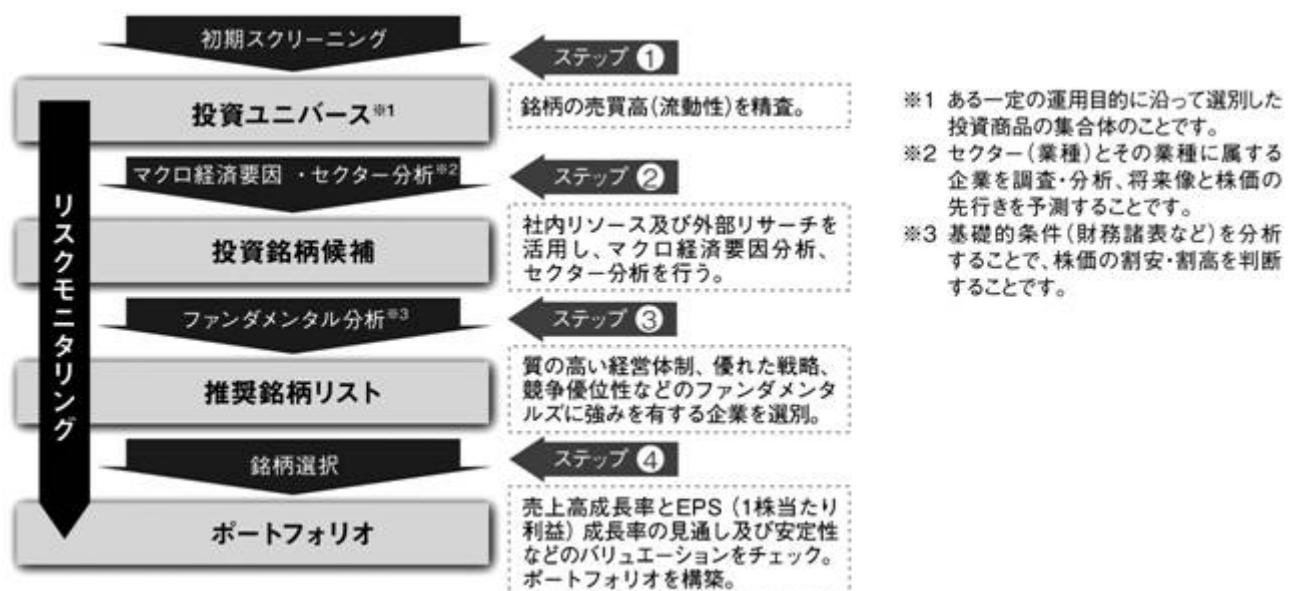 初期スクリーニング
ステップ ❶
投資ユニバース※1
銘柄の売買高(流動性)を精査。
マクロ経済要因 ・セクター分析※2
ステップ ❷
投資銘柄候補
社内リソース及び外部リサーチを
活用し、マクロ経済要因分析、
セクター分析を行う。
ファンダメンタル分析※3
ステップ ❸
推奨銘柄リスト
質の高い経営体制、優れた戦略、
競争優位性などのファンダメンタ
ルズに強みを有する企業を選別。
銘柄選択
ステップ ❹
ポートフォリオ
売上高成長率とEPS(1株当たり
利益)成長率の見通し及び安定性
などのバリュエーションをチェック。
ポートフォリオを構築。
リスクモニタリング
※1 ある一定の運用目的に沿って選別した
投資商品の集合体のことです。
※2 セクター(業種)とその業種に属する
企業を調査・分析、将来像と株価の
先行きを予測することです。
※3 基礎的条件(財務諸表など)を分析
することで、株価の割安・割高を判断
することです。